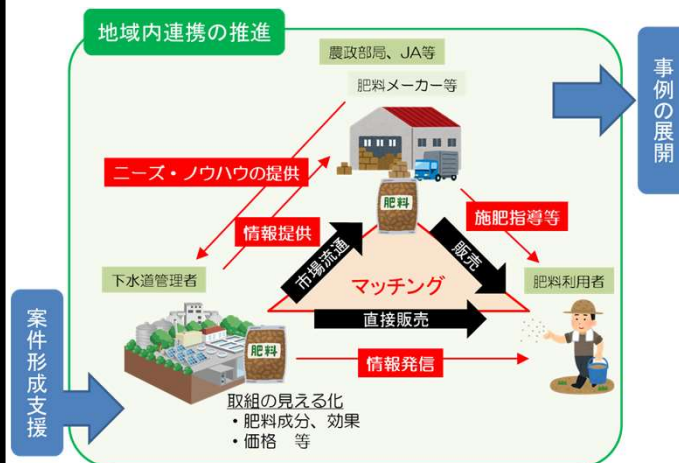 地域内連携の推進
農政部局、JA等
肥料メーカー等
事例の展開
ニーズ・ノウハウの提供
情報提供
肥料
施肥指導等
市場流通
販売
マッチング
直接販売
下水道管理者
肥料利用者
肥料
情報発信
案件形成支援
取組の見える化
・肥料成分、効果
・価格 等